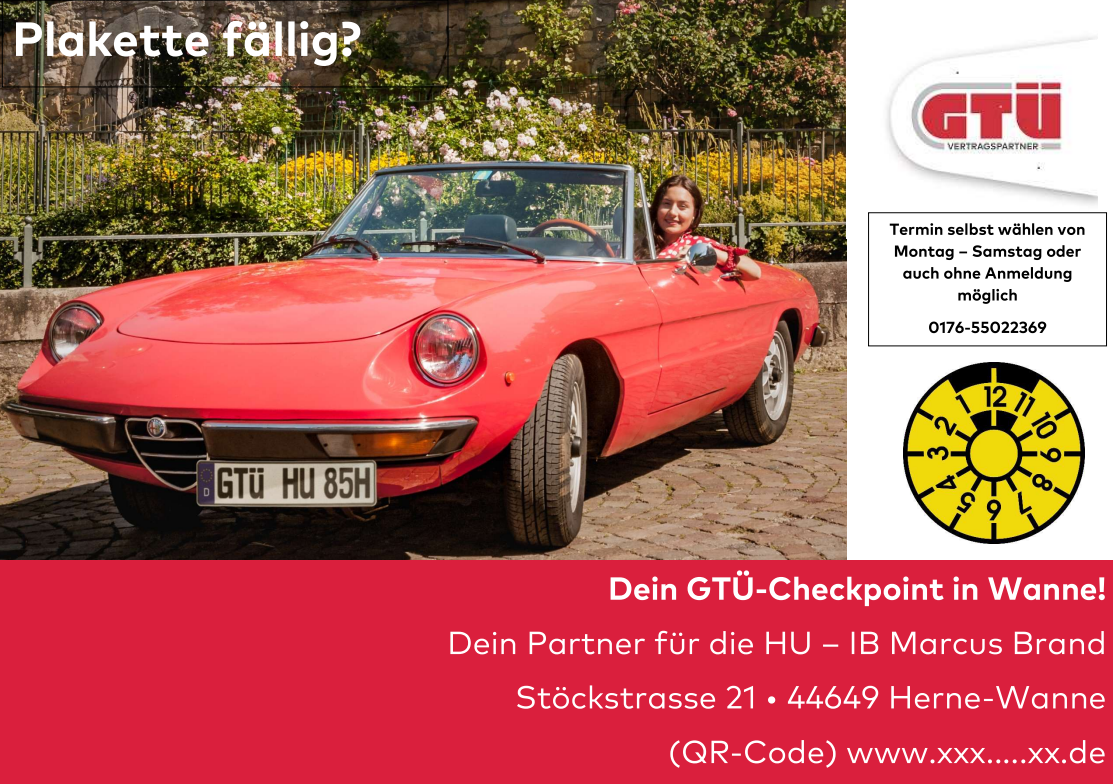 Plakette fällig?
GTÜ
VERTRAGSPARTNER
Termin selbst wählen von
Montag – Samstag oder
auch ohne Anmeldung
möglich
0176-55022369
12
11
10
9
8
7
6
5
4
3
2
1
D
GTü HU 85H
Dein GTÜ-Checkpoint in Wanne!
Dein Partner für die HU – IB Marcus Brand
Stöckstrasse 21 • 44649 Herne-Wanne
(QR-Code) www.xxx.....xx.de